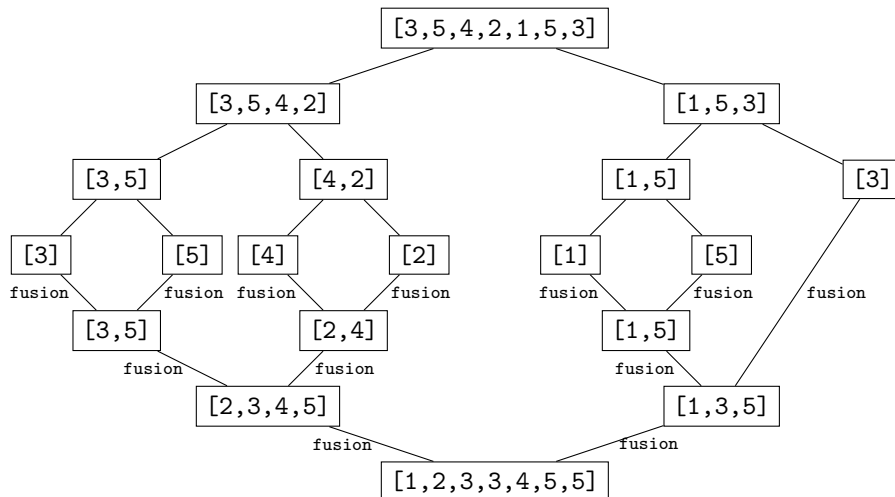 [3,5,4,2,1,5,3]
[3,5,4,2] [1,5,3]
[3,5] [4,2] [1,5] [3]
[3] [5] [4] [2] [1] [5]
fusion fusion fusion fusion fusion fusion fusion
[3,5] [2,4] [1,5]
fusion fusion fusion
[2,3,4,5] [1,3,5]
fusion fusion
[1,2,3,3,4,5,5]